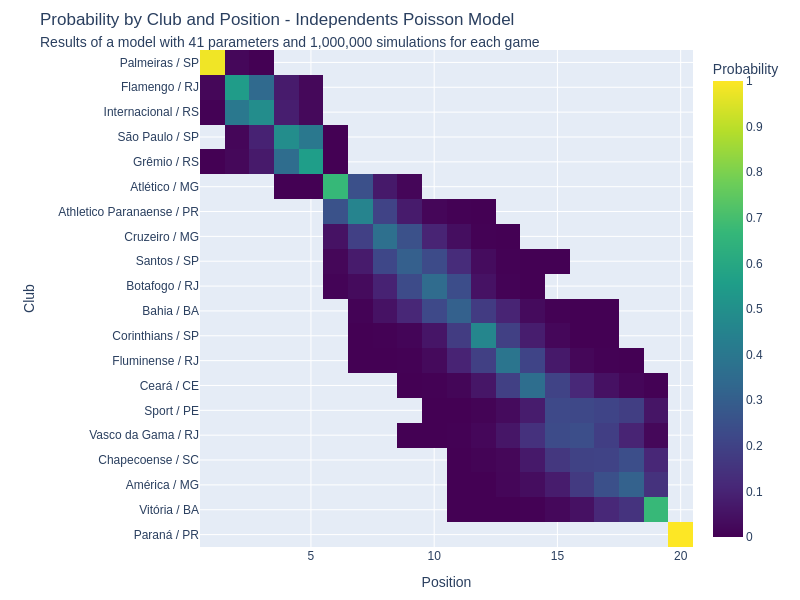 Probability by Club and Position - Independents Poisson Model
Results of a model with 41 parameters and 1,000,000 simulations for each game
Probability
Club
Palmeiras / SP
Flamengo / RJ
Internacional / RS
São Paulo / SP
Grêmio / RS
Atlético / MG
Athletico Paranaense / PR
Cruzeiro / MG
Santos / SP
Botafogo / RJ
Bahia / BA
Corinthians / SP
Fluminense / RJ
Ceará / CE
Sport / PE
Vasco da Gama / RJ
Chapecoense / SC
América / MG
Vitória / BA
Paraná / PR
5 10 15 20
Position
1
0.9
0.8
0.7
0.6
0.5
0.4
0.3
0.2
0.1
0